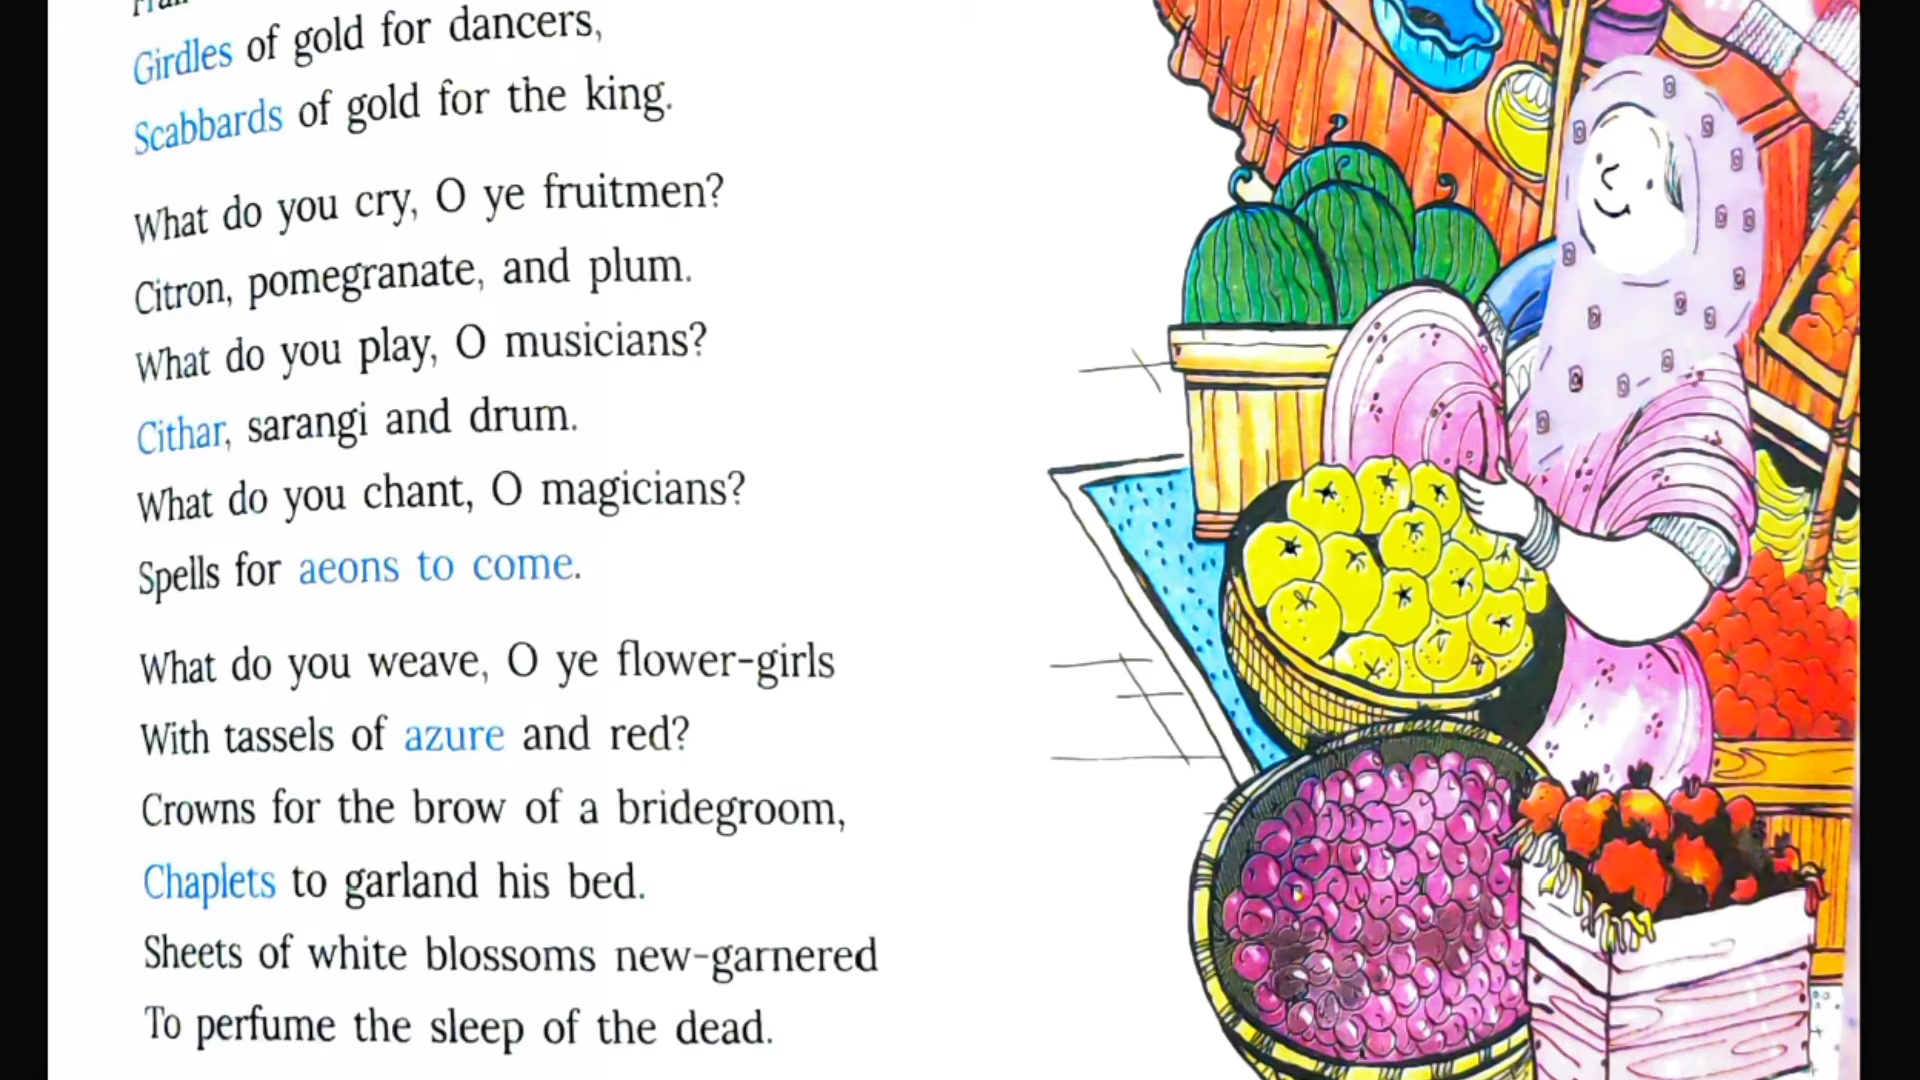 Girdles of gold for dancers,
Scabbards of gold for the king.
What do you cry, O ye fruitmen?
Citron, pomegranate, and plum.
What do you play, O musicians?
Cithar, sarangi and drum.
What do you chant, O magicians?
Spells for aeons to come.
What do you weave, O ye flower-girls
With tassels of azure and red?
Crowns for the brow of a bridegroom,
Chaplets to garland his bed.
Sheets of white blossoms new-garnered
To perfume the sleep of the dead.